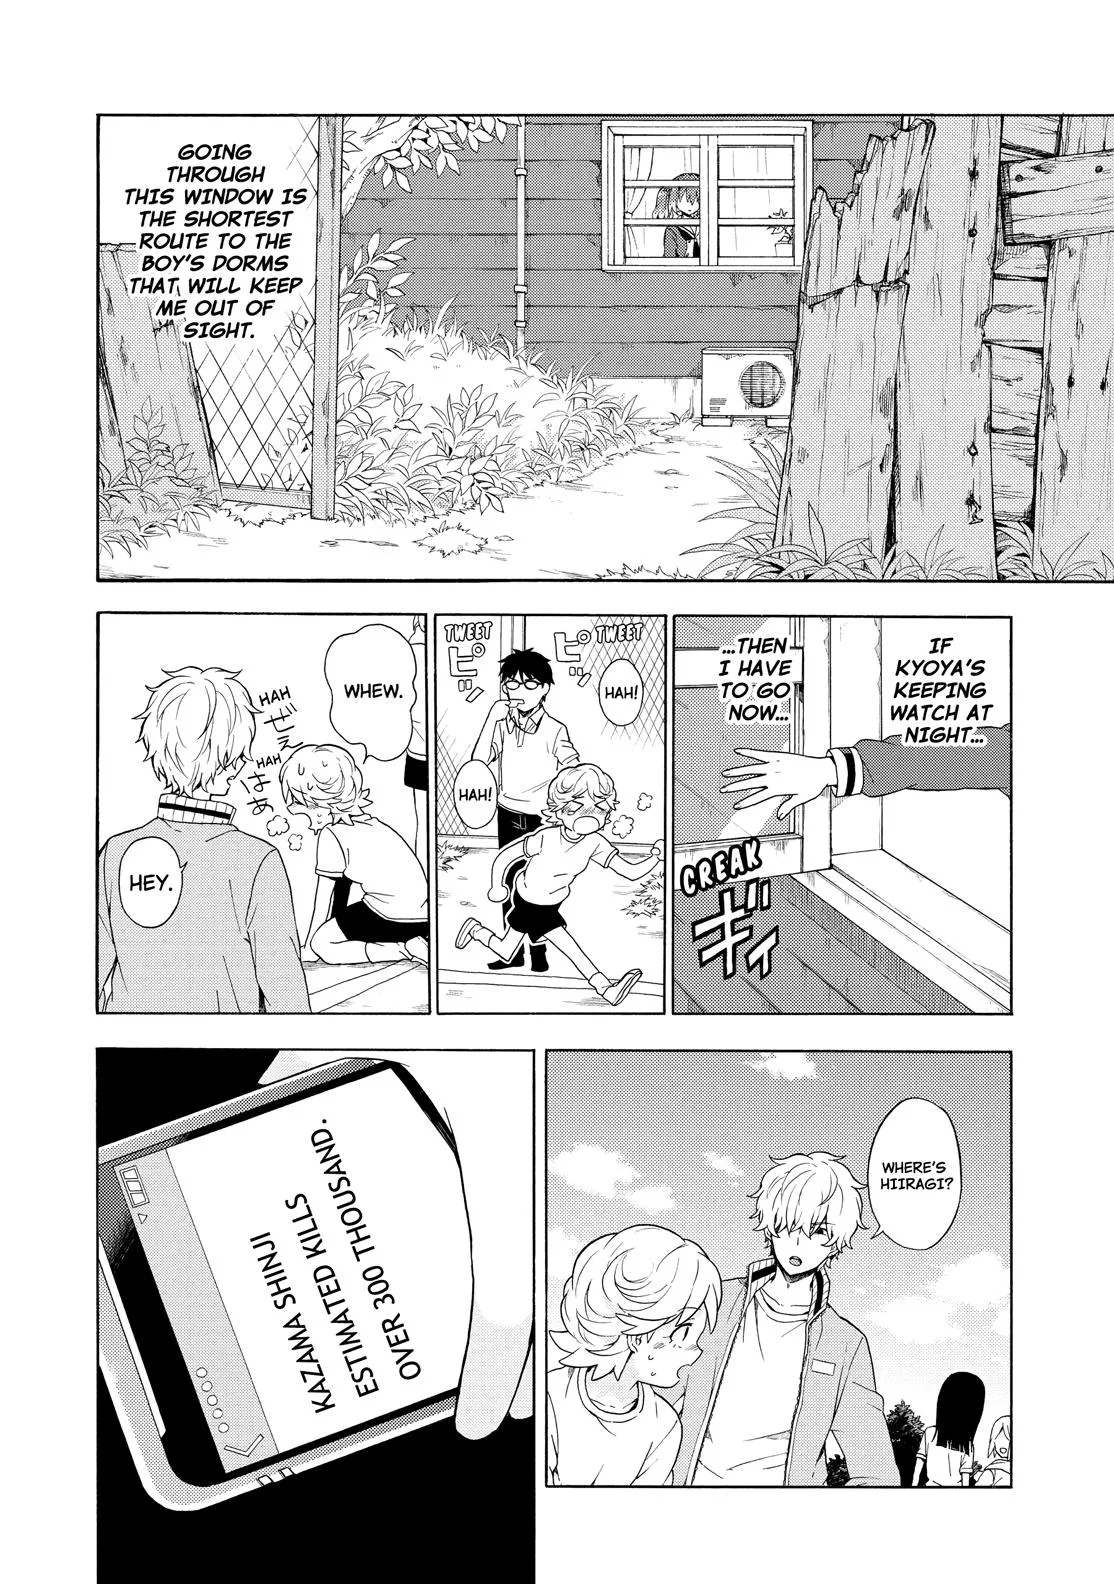 GOING
THROUGH
THIS WINDOW IS
THE SHORTEST
ROUTE TO THE
BOY'S DORMS
THAT WILL KEEP
ME OUT OF
SIGHT.
IF
KYOYA'S
KEEPING
WATCH AT
NIGHT...
...THEN
I HAVE
TO GO
NOW...
CREAK
ギィ
TWEET
ピッ
TWEET
ピッ
HAH!
HAH!
WHEW.
HAH
ぜぇ
HAH
はぁ
HEY.
WHERE'S
HIIRAGI?
KAZAMA SHINJI
ESTIMATED KILLS
OVER 300 THOUSAND.